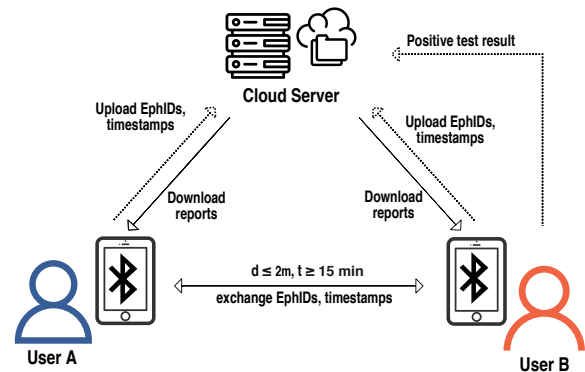 Positive test result
Cloud Server
Upload EphIDs,
timestamps
Upload EphIDs,
timestamps
Download
reports
Download
reports
d ≤ 2m, t ≥ 15 min
exchange EphIDs, timestamps
User A
User B